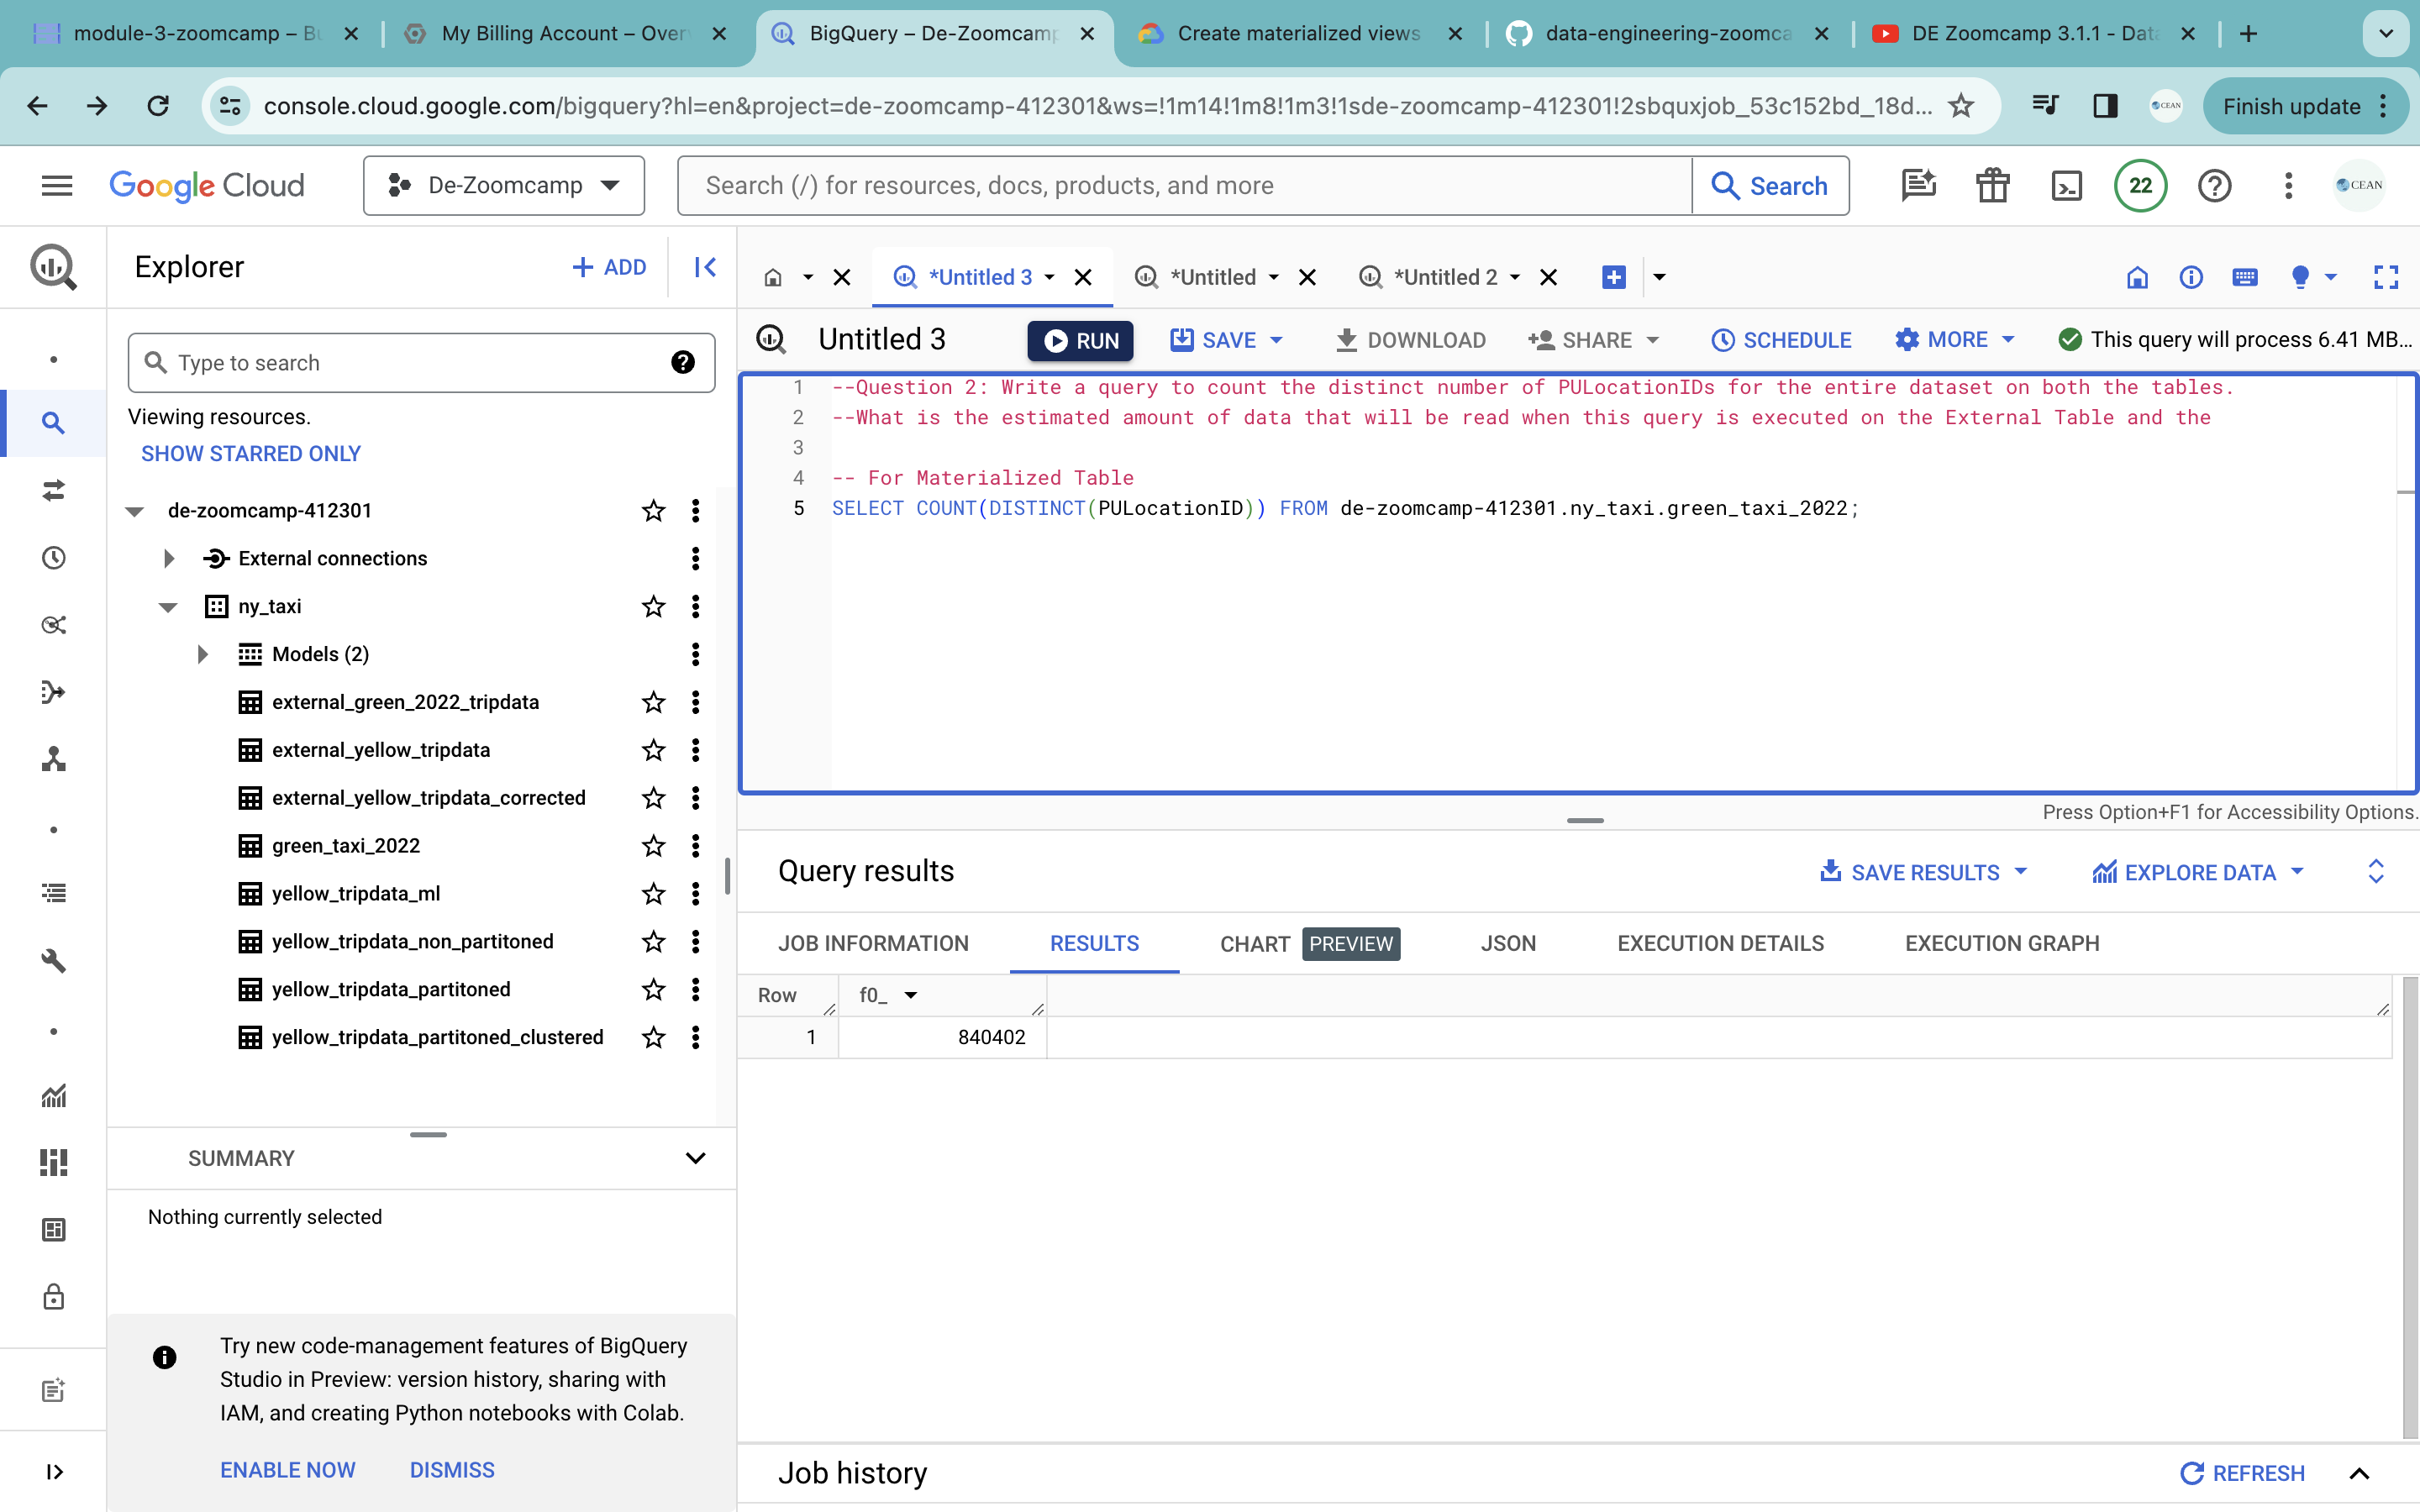 module-3-zoomcamp – Bu
My Billing Account – Over
BigQuery – De-Zoomcamp
Create materialized views
data-engineering-zoomca
DE Zoomcamp 3.1.1 - Data
console.cloud.google.com/bigquery?hl=en&project=de-zoomcamp-412301&ws=!1m14!1m8!1m3!1sde-zoomcamp-412301!2sbquxjob_53c152bd_18d...
CEAN
Finish update
Google Cloud
De-Zoomcamp
Search (/) for resources, docs, products, and more
Search
22
CEAN
Explorer
ADD
*Untitled 3
*Untitled
*Untitled 2
Untitled 3
RUN
SAVE
DOWNLOAD
SHARE
SCHEDULE
MORE
This query will process 6.41 MB...
Type to search
Viewing resources.
SHOW STARRED ONLY
de-zoomcamp-412301
External connections
ny_taxi
Models (2)
external_green_2022_tripdata
external_yellow_tripdata
external_yellow_tripdata_corrected
green_taxi_2022
yellow_tripdata_ml
yellow_tripdata_non_partitoned
yellow_tripdata_partitoned
yellow_tripdata_partitoned_clustered
SUMMARY
Nothing currently selected
Try new code-management features of BigQuery
Studio in Preview: version history, sharing with
IAM, and creating Python notebooks with Colab.
ENABLE NOW
DISMISS
1 --Question 2: Write a query to count the distinct number of PULocationIDs for the entire dataset on both the tables.
2 --What is the estimated amount of data that will be read when this query is executed on the External Table and the
3
4 -- For Materialized Table
5 SELECT COUNT(DISTINCT(PULocationID)) FROM de-zoomcamp-412301.ny_taxi.green_taxi_2022;
Press Option+F1 for Accessibility Options.
Query results
SAVE RESULTS
EXPLORE DATA
JOB INFORMATION
RESULTS
CHART PREVIEW
JSON
EXECUTION DETAILS
EXECUTION GRAPH
Row f0_
1 840402
Job history
REFRESH